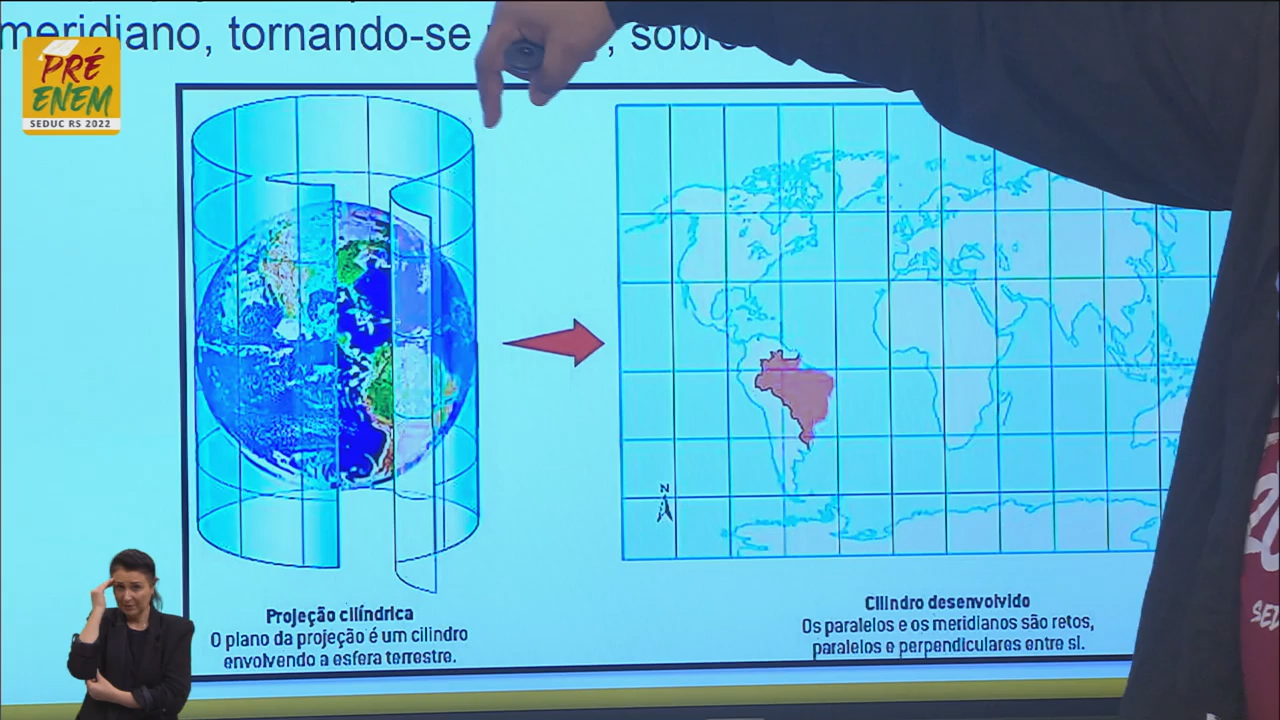 meridiano, tornando-se , sobre
PRÉ
ENEM
SEDUC RS 2022
N
Projeção cilíndrica
O plano da projeção é um cilindro
envolvendo a esfera terrestre.
Cilindro desenvolvido
Os paralelos e os meridianos são retos,
paralelos e perpendiculares entre si.